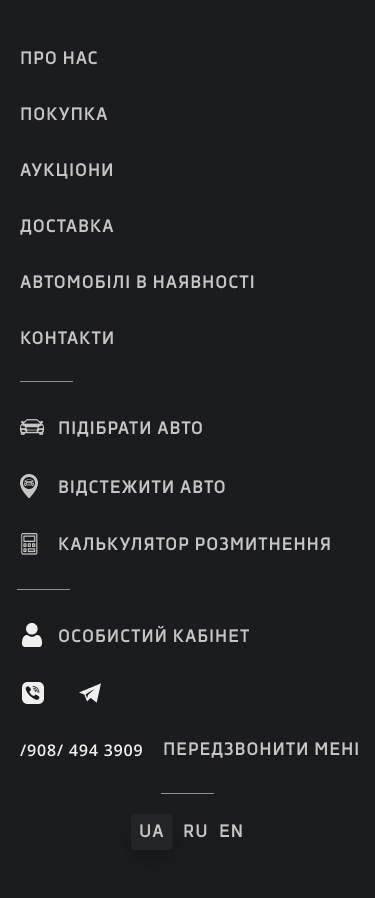 ПРО НАС
ПОКУПКА
АУКЦІОНИ
ДОСТАВКА
АВТОМОБІЛІ В НАЯВНОСТІ
КОНТАКТИ
ПІДІБРАТИ АВТО
ВІДСТЕЖИТИ АВТО
КАЛЬКУЛЯТОР РОЗМИТНЕННЯ
ОСОБИСТИЙ КАБІНЕТ
/908/ 494 3909 ПЕРЕДЗВОНИТИ МЕНІ
UA RU EN